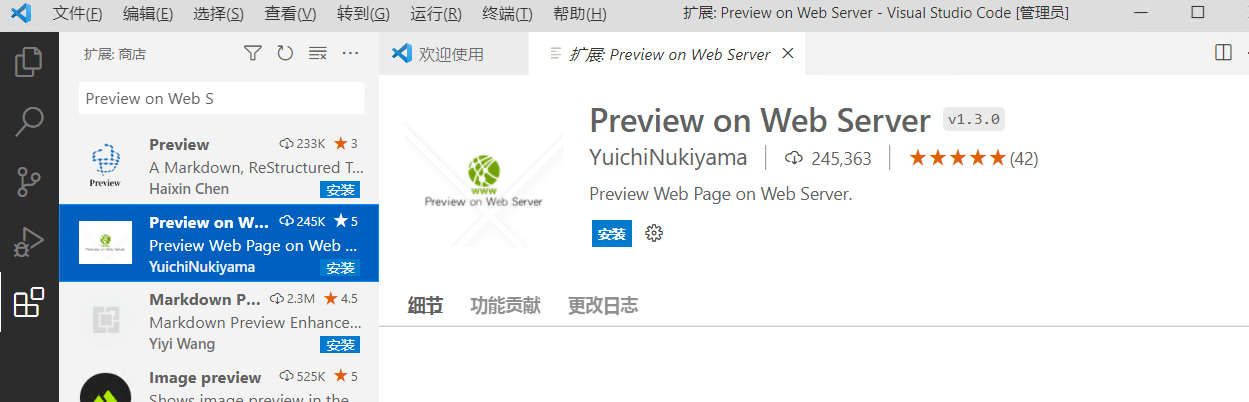 文件(F) 编辑(E) 选择(S) 查看(V) 转到(G) 运行(R) 终端(T) 帮助(H) 扩展: Preview on Web Server - Visual Studio Code [管理员]
扩展: 商店
欢迎使用
扩展: Preview on Web Server
Preview on Web S
Preview 233K 3
A Markdown, ReStructured T...
Haixin Chen 安装
Preview
Preview on W... 245K 5
Preview Web Page on Web ...
YuichiNukiyama 安装
Markdown P... 2.3M 4.5
Markdown Preview Enhance...
Yiyi Wang 安装
Image preview 525K 5
Shows image preview in the
www
Preview on Web Server
Preview on Web Server v1.3.0
YuichiNukiyama 245,363 (42)
Preview Web Page on Web Server.
安装
细节 功能贡献 更改日志